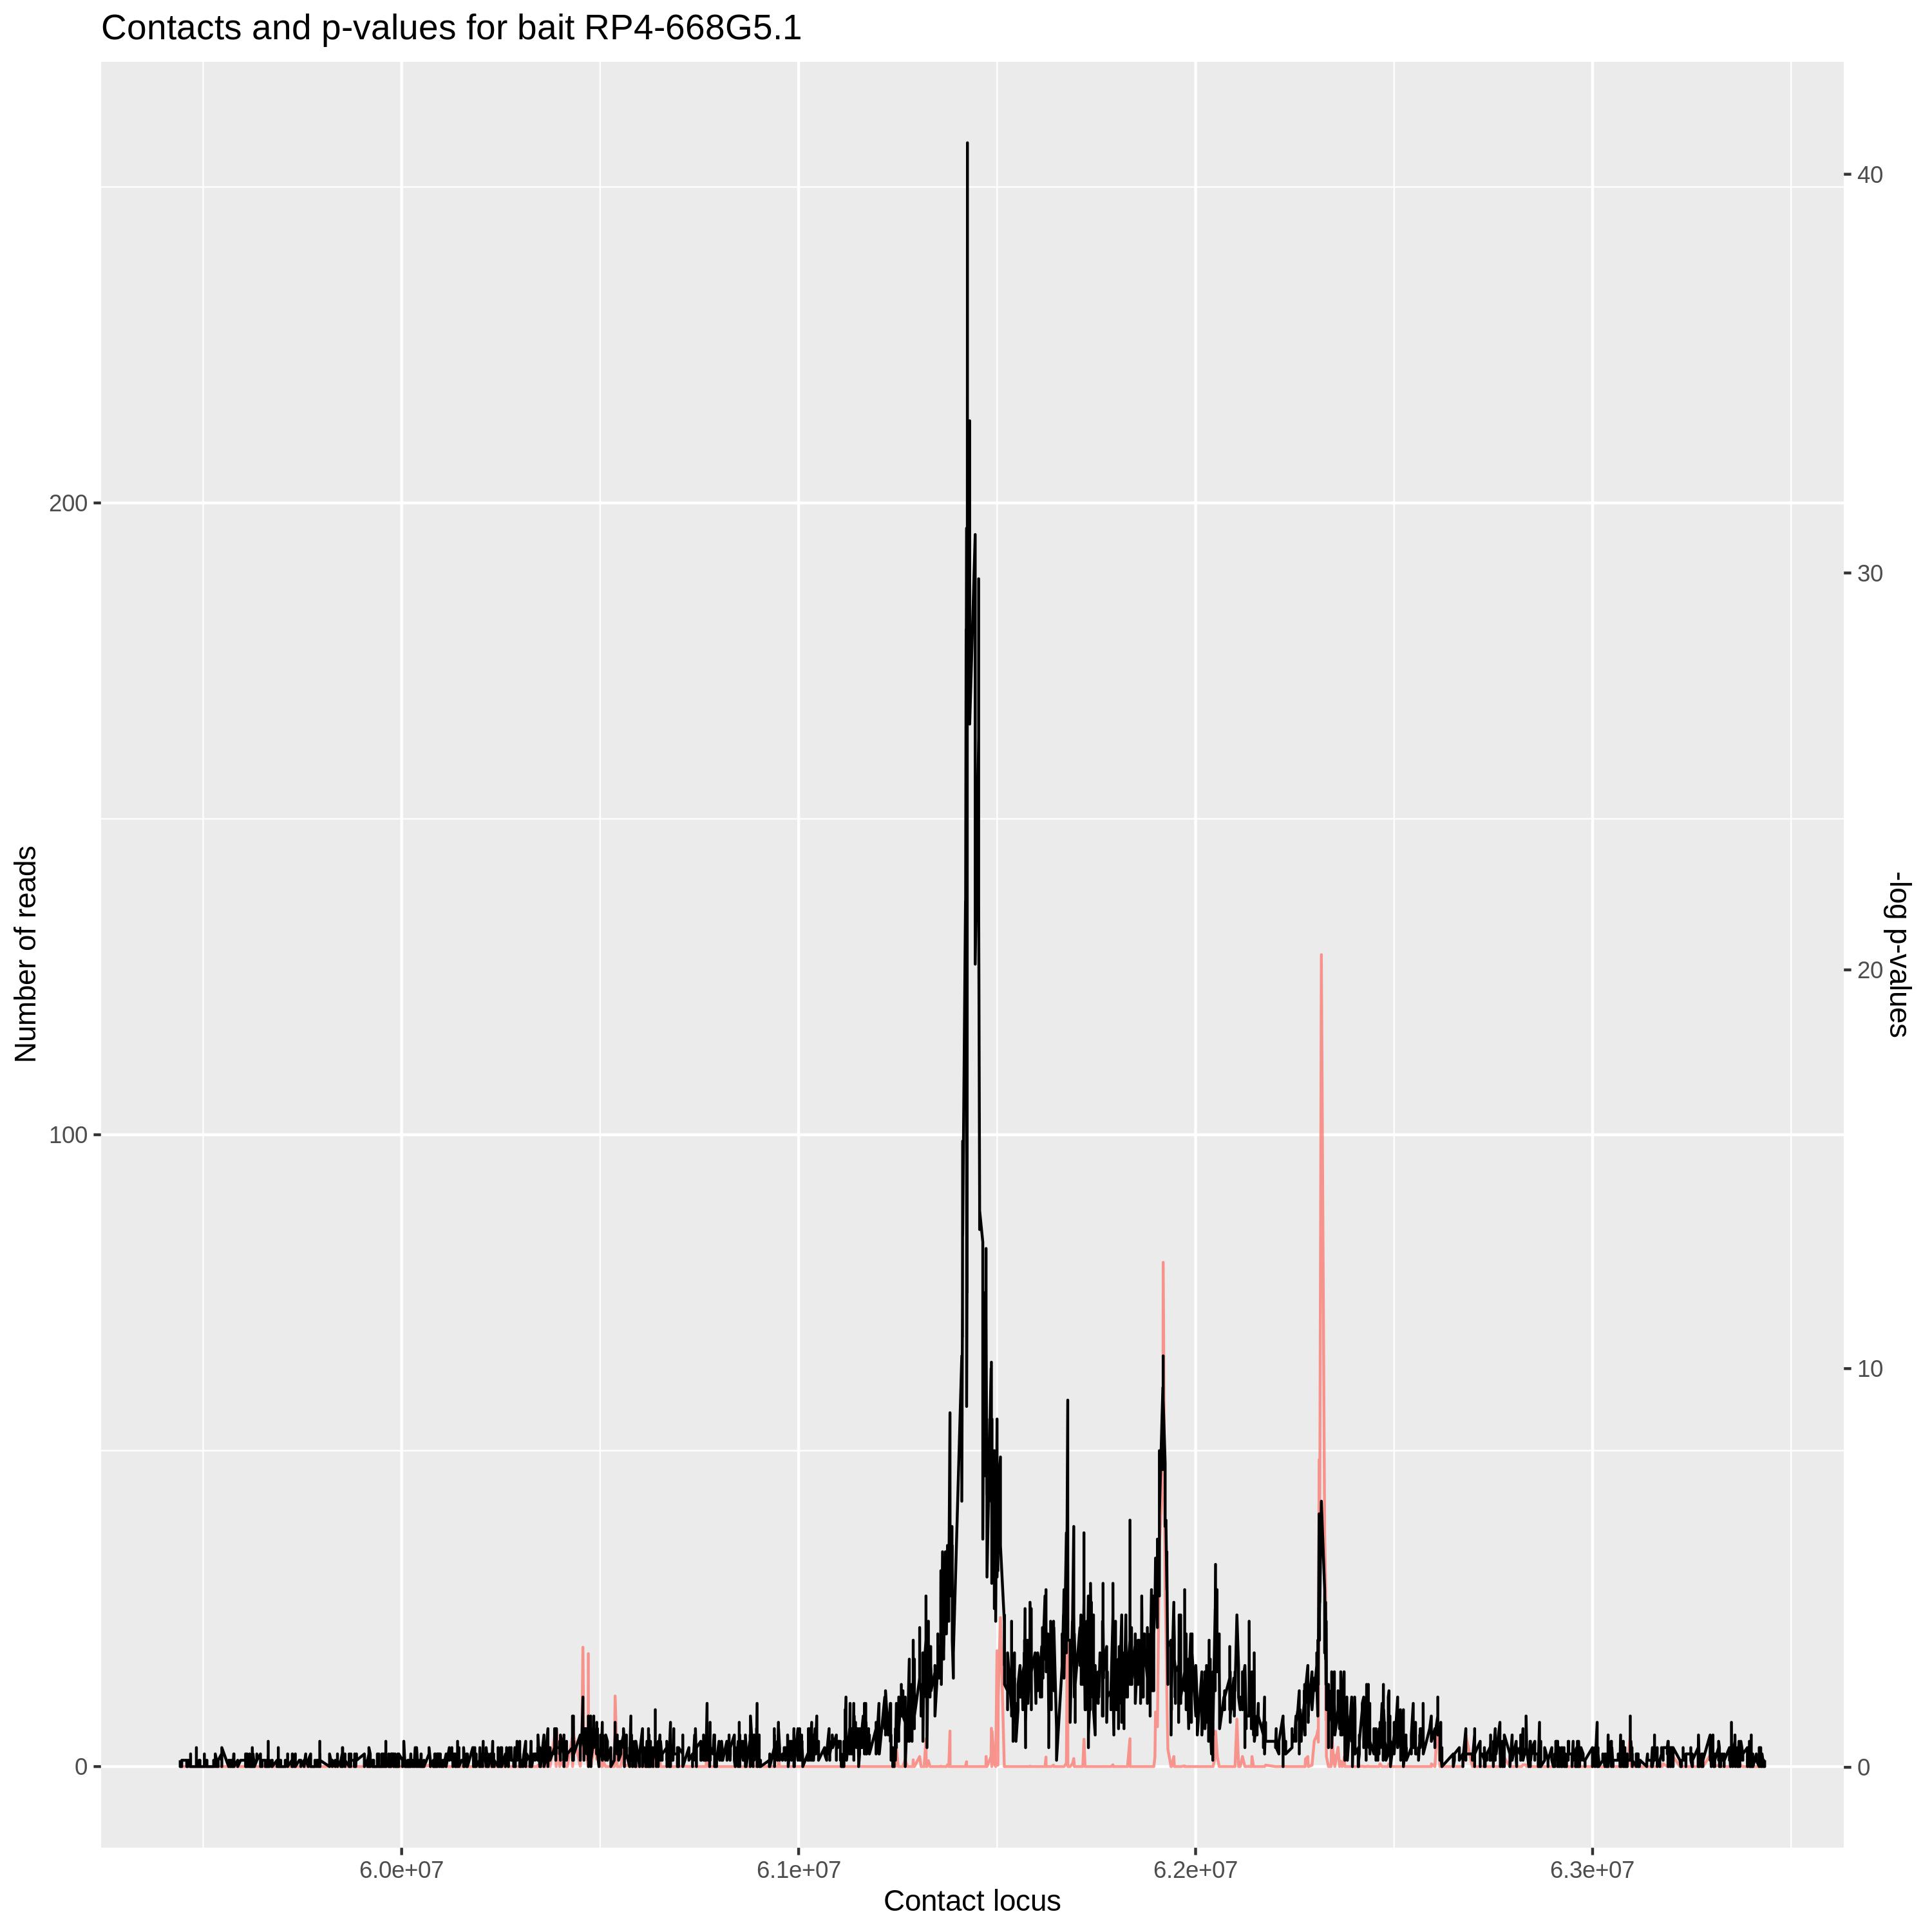 Contacts and p-values for bait RP4-668G5.1
Number of reads
200
100
0
40
30
20
10
0
-log p-values
6.0e+07 6.1e+07 6.2e+07 6.3e+07
Contact locus